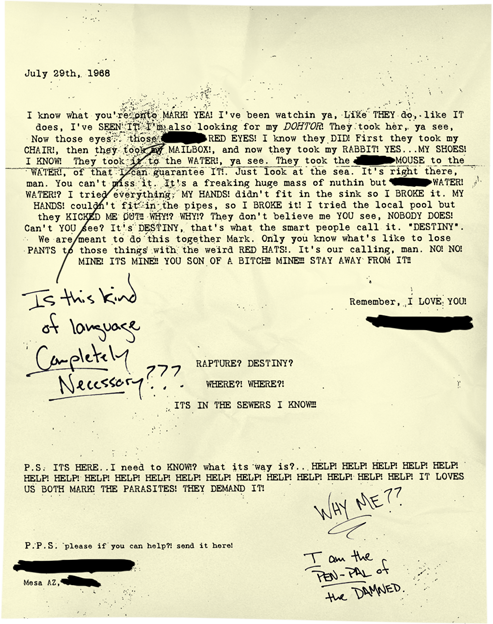 July 29th, 1968
I know what you're onto MARK! YEA! I've been watchin ya, Like THEY do,.like IT
does, I've SEEN IT! I'm also looking for my DOHTOR! They took her, ya see,
Now those eyes.. those RED EYES! I know they DID! First they took my
CHAIR!, then they took my MAILBOX!, and now they took my RABBIT! YES...MY SHOES!
I KNOW! They took it to the WATER!, ya see. They took the MOUSE to the
WATER!, of that I can guarantee IT!. Just look at the sea. It's right there,
man. You can't miss it. It's a freaking huge mass of nuthin but WATER!
WATER!? I tried everything. MY HANDS! didn't fit in the sink so I BROKE it. MY
HANDS! couldn't fit in the pipes, so I BROKE it! I tried the local pool but
they KICKED ME OUT!! WHY!? WHY!? They don't believe me YOU see, NOBODY DOES!
Can't YOU see? It's DESTINY, that's what the smart people call it. "DESTINY".
We are meant to do this together Mark. Only you know what's like to lose
PANTS to those things with the weird RED HATS!. It's our calling, man. NO! NO!
MINE! ITS MINE!! YOU SON OF A BITCH!! MINE!!! STAY AWAY FROM IT!!
Is this kind
of language
Completely
Necessary???
Remember, I LOVE YOU!
RAPTURE? DESTINY?
WHERE?! WHERE?!
ITS IN THE SEWERS I KNOW!!!
P.S. ITS HERE..I need to KNOW!? what its way is?...HELP! HELP! HELP! HELP! HELP!
HELP! HELP! HELP! HELP! HELP! HELP! HELP! HELP! HELP! HELP! HELP! HELP! IT LOVES
US BOTH MARK! THE PARASITES! THEY DEMAND IT!
WHY ME??
P.P.S. please if you can help?! send it here!
Mesa AZ,
I am the
PEN-PAL of
the DAMNED.